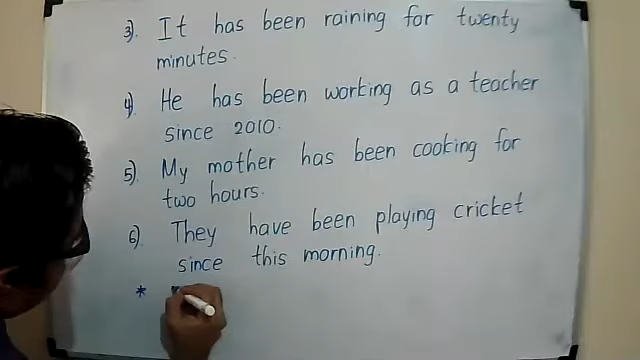 3). It has been raining for twenty
minutes.
4). He has been working as a teacher
since 2010.
5). My mother has been cooking for
two hours.
6). They have been playing cricket
since this morning.
*